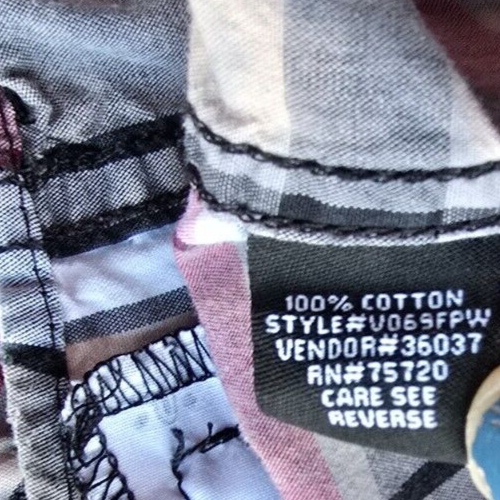 100% COTTON
STYLE#V069FPW
VENDOR#36037
RN#75720
CARE SEE
REVERSE